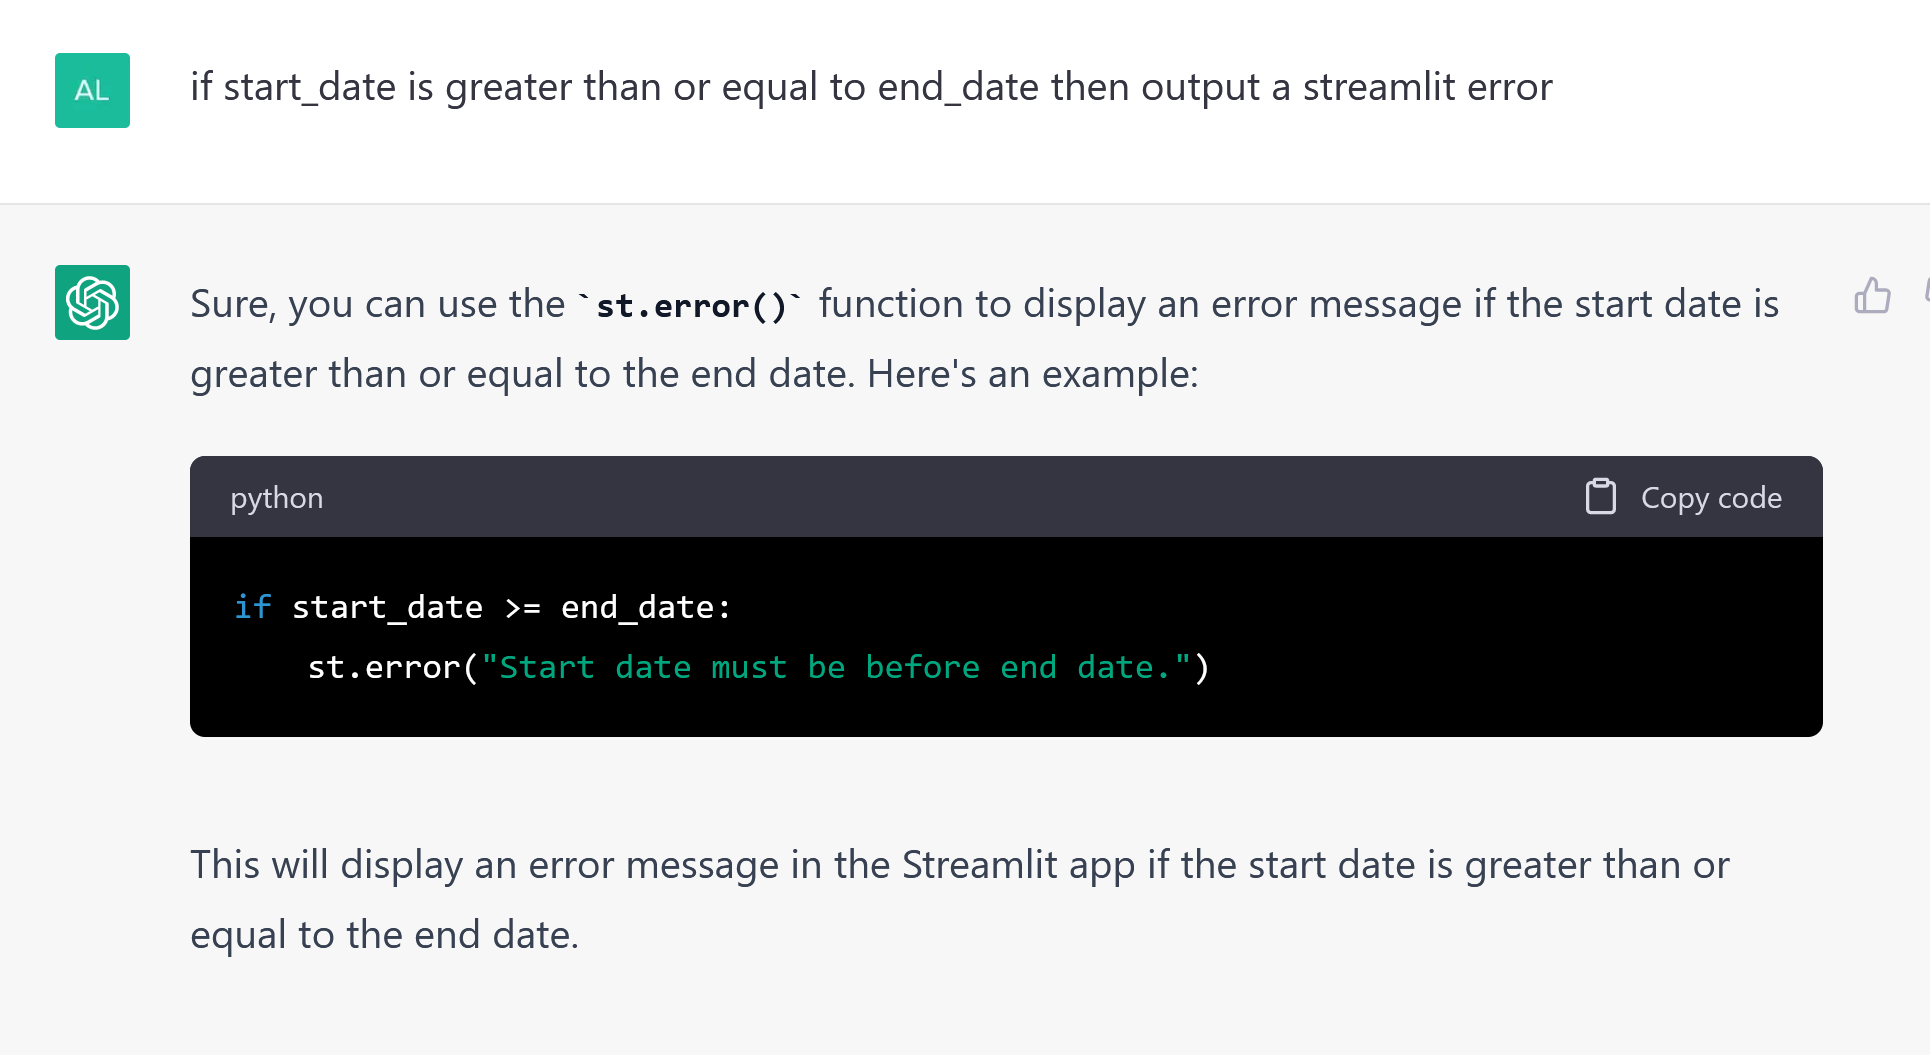 AL
if start_date is greater than or equal to end_date then output a streamlit error
Sure, you can use the `st.error()` function to display an error message if the start date is
greater than or equal to the end date. Here's an example:
python
Copy code
if start_date >= end_date:
    st.error("Start date must be before end date.")
This will display an error message in the Streamlit app if the start date is greater than or
equal to the end date.